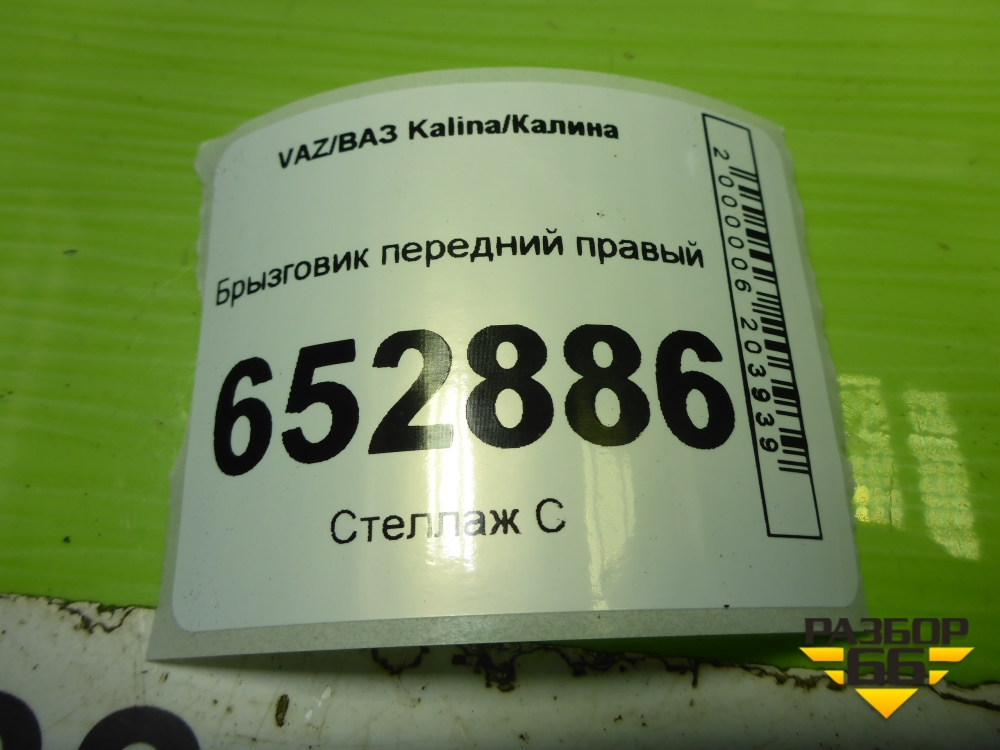 VAZ/ВАЗ Kalina/Калина
Брызговик передний правый
652886
Стеллаж С
2000006203939
РАЗБОР
66